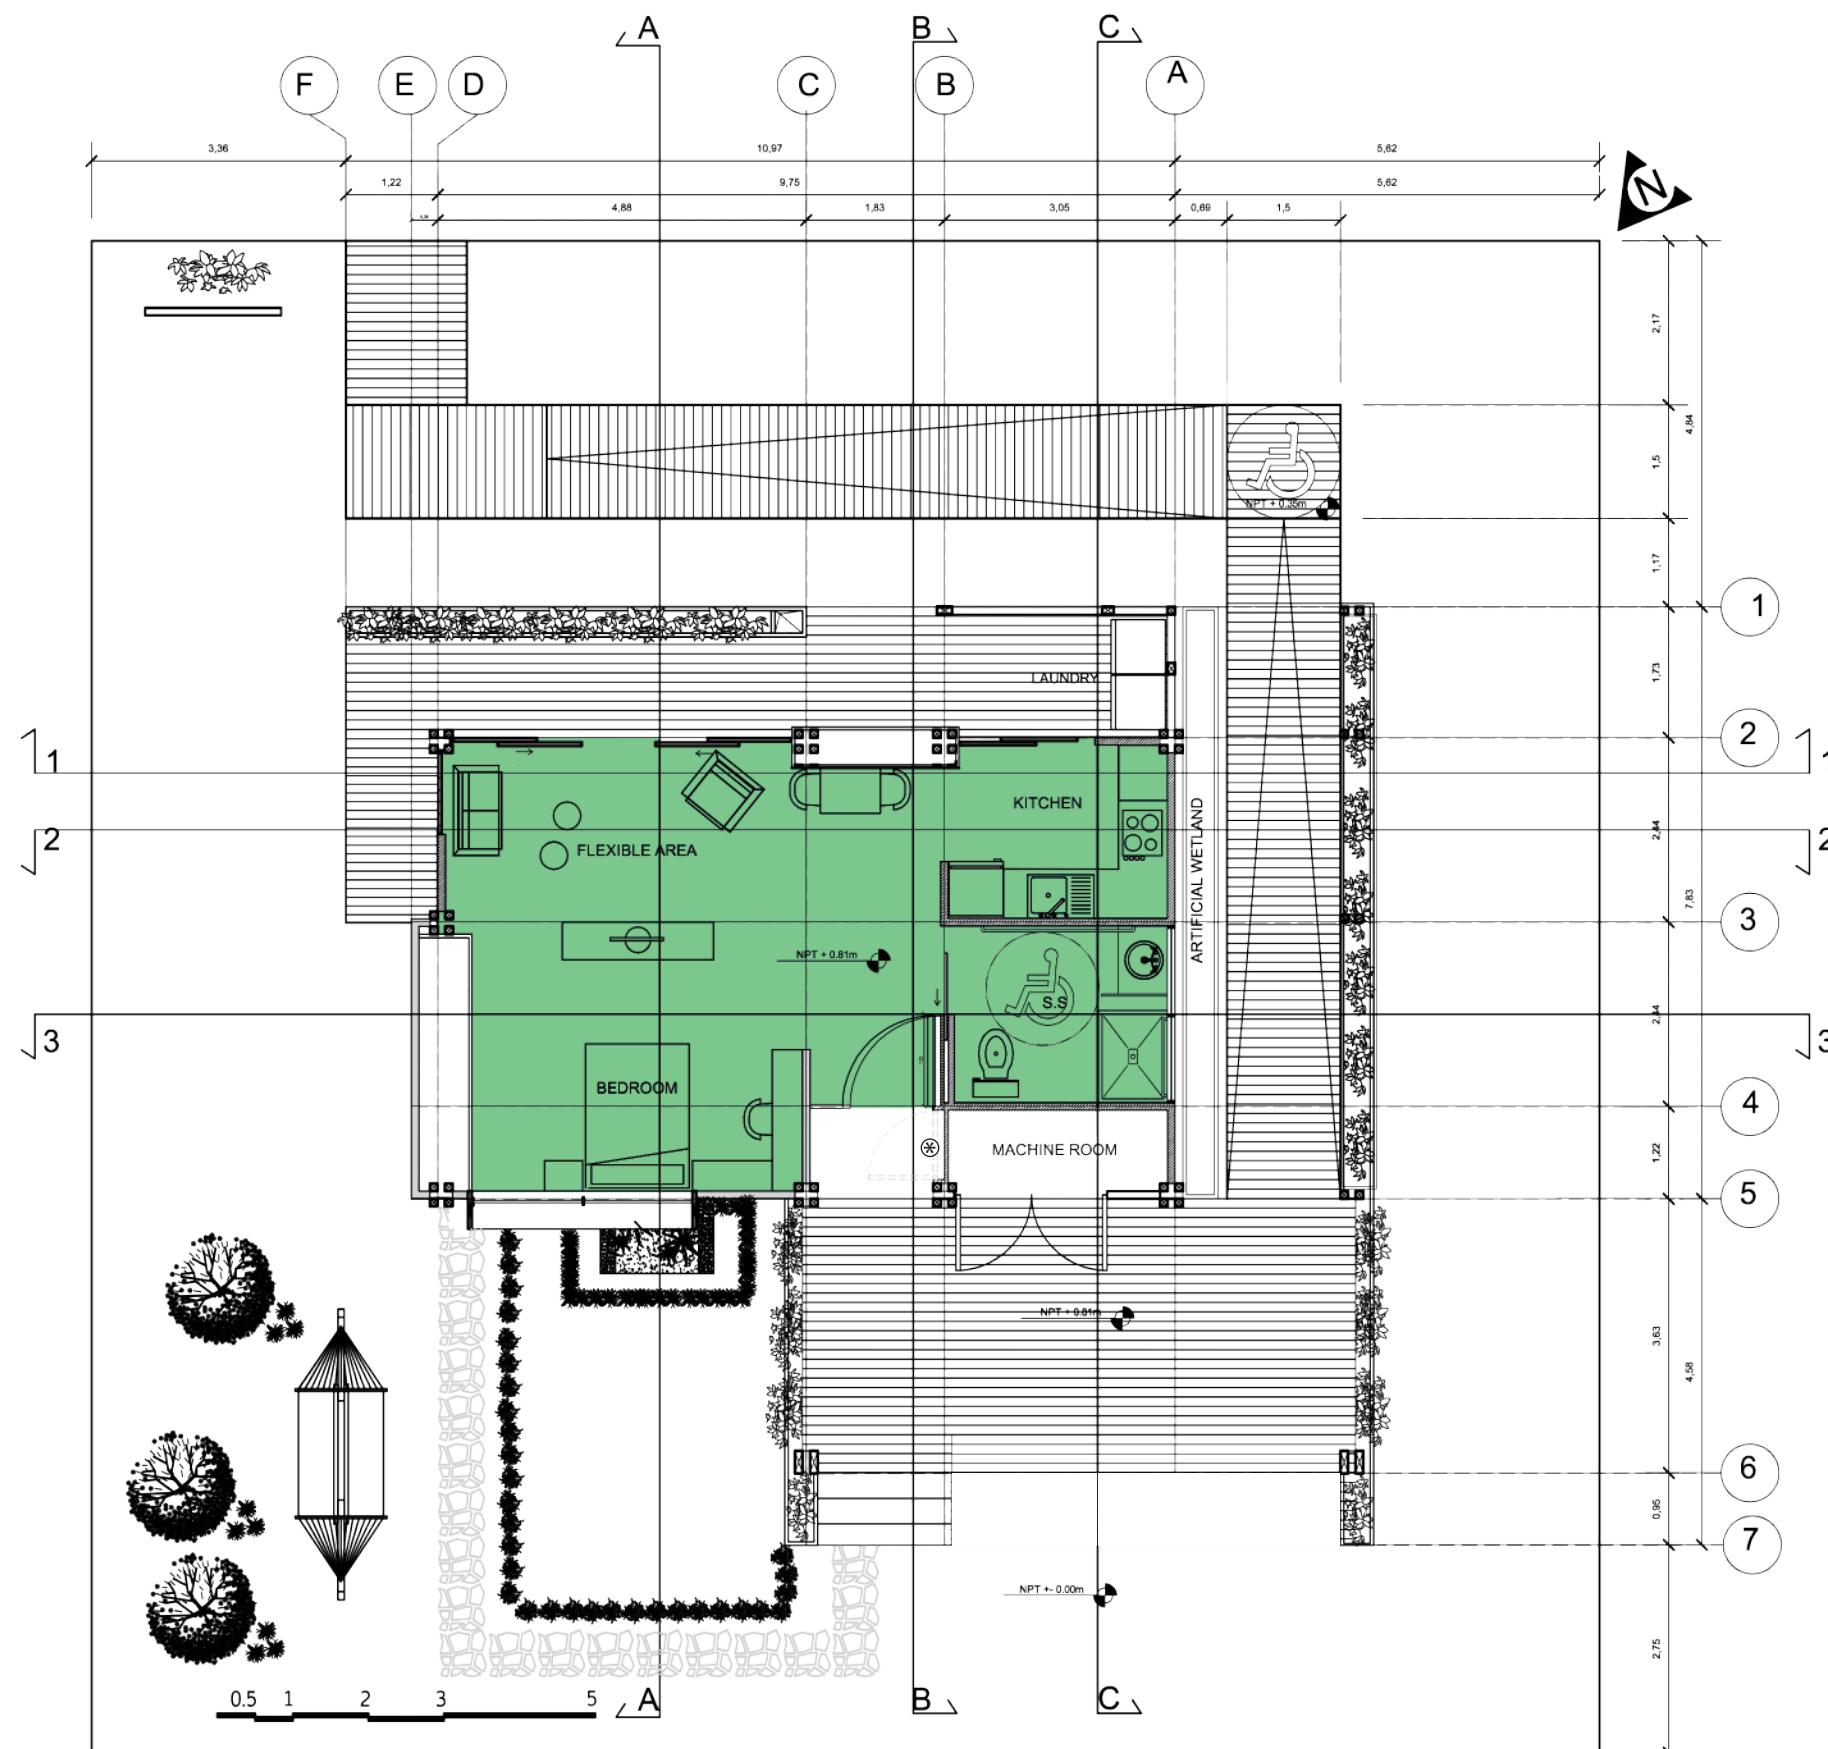 A B C
F E D C B A
3,36 10,97 5,62
1,22 9,75 5,62
4,88 1,83 3,05 0,69 1,5
N
2,17
4,84
1,5
NPT + 0.35m
1,17
1
LAUNDRY
1,73
2
1 1
KITCHEN
2 FLEXIBLE AREA 2,44 2
ARTIFICIAL WETLAND
7,83
3
NPT + 0.81m
S.S
2,44
3 3
BEDROOM
4
MACHINE ROOM
1,22
5
NPT + 0.81m
3,63
4,58
6
0,95
7
NPT +- 0.00m
2,75
0.5 1 2 3 5
A B C